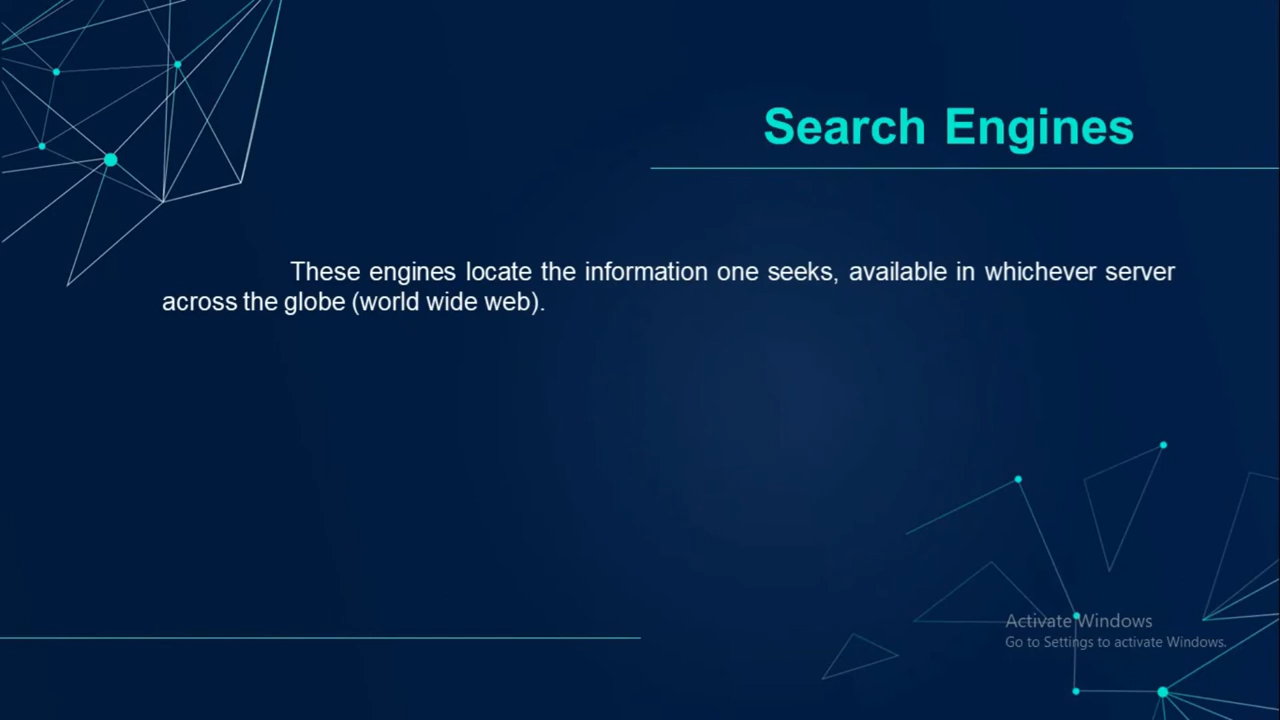 Search Engines
These engines locate the information one seeks, available in whichever server
across the globe (world wide web).
Activate Windows
Go to Settings to activate Windows.